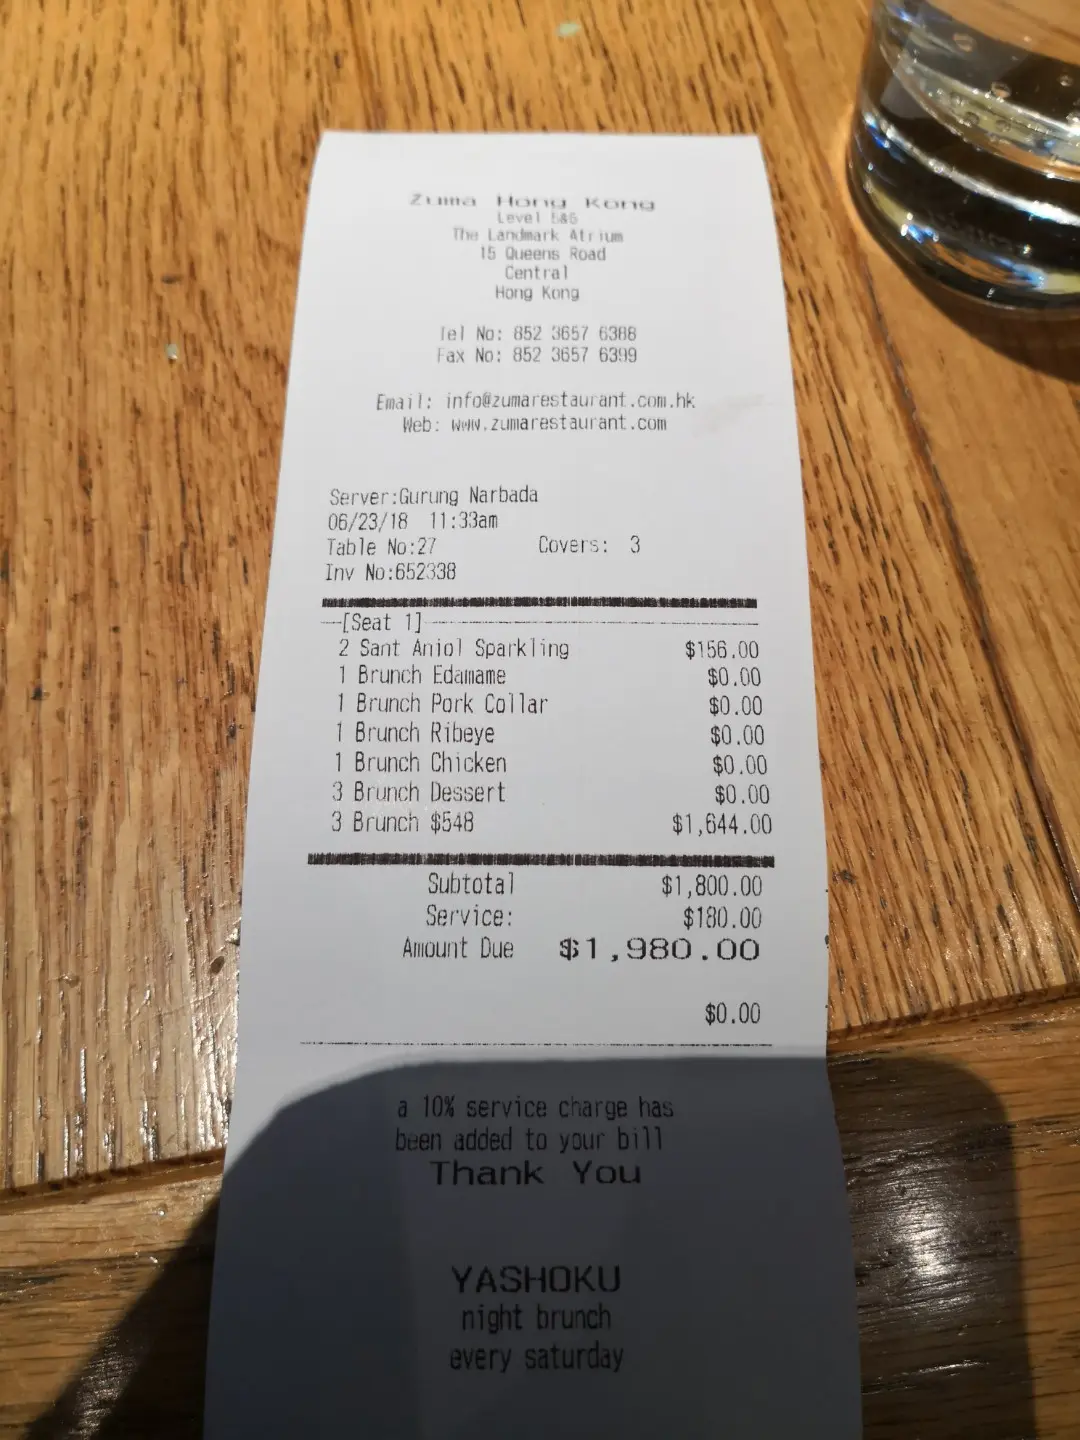 Zuma Hong Kong
Level 5&6
The Landmark Atrium
15 Queens Road
Central
Hong Kong
Tel No: 852 3657 6388
Fax No: 852 3657 6399
Email: info@zumarestaurant.com.hk
Web: www.zumarestaurant.com
Server:Gurung Narbada
06/23/18 11:33am
Table No:27 Covers: 3
Inv No:652338
[Seat 1]
2 Sant Aniol Sparkling $156.00
1 Brunch Edamame $0.00
1 Brunch Pork Collar $0.00
1 Brunch Ribeye $0.00
1 Brunch Chicken $0.00
3 Brunch Dessert $0.00
3 Brunch $548 $1,644.00
Subtotal $1,800.00
Service: $180.00
Amount Due $1,980.00
$0.00
a 10% service charge has
been added to your bill
Thank You
YASHOKU
night brunch
every saturday